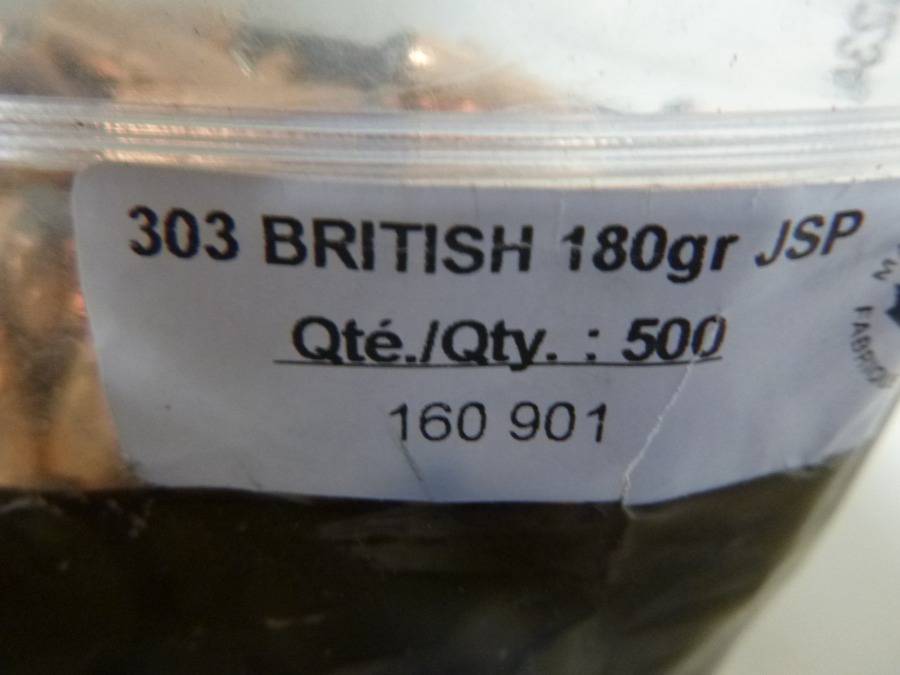 303 BRITISH 180gr JSP
Qté./Qty. : 500
160 901